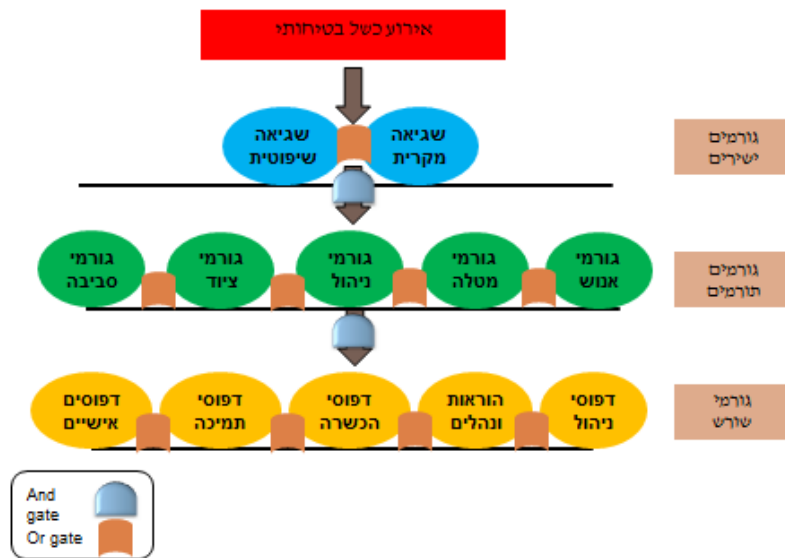 אירוע כשל בטיחותי
שגיאה
מקרית
שגיאה
שיפוטית
גורמים
ישירים
גורמי
אנוש
גורמי
מטלה
גורמי
ניהול
גורמי
ציוד
גורמי
סביבה
גורמים
תורמים
דפוסי
ניהול
הוראות
ונהלים
דפוסי
הכשרה
דפוסי
תמיכה
דפוסים
אישיים
גורמי
שורש
And
gate
Or gate